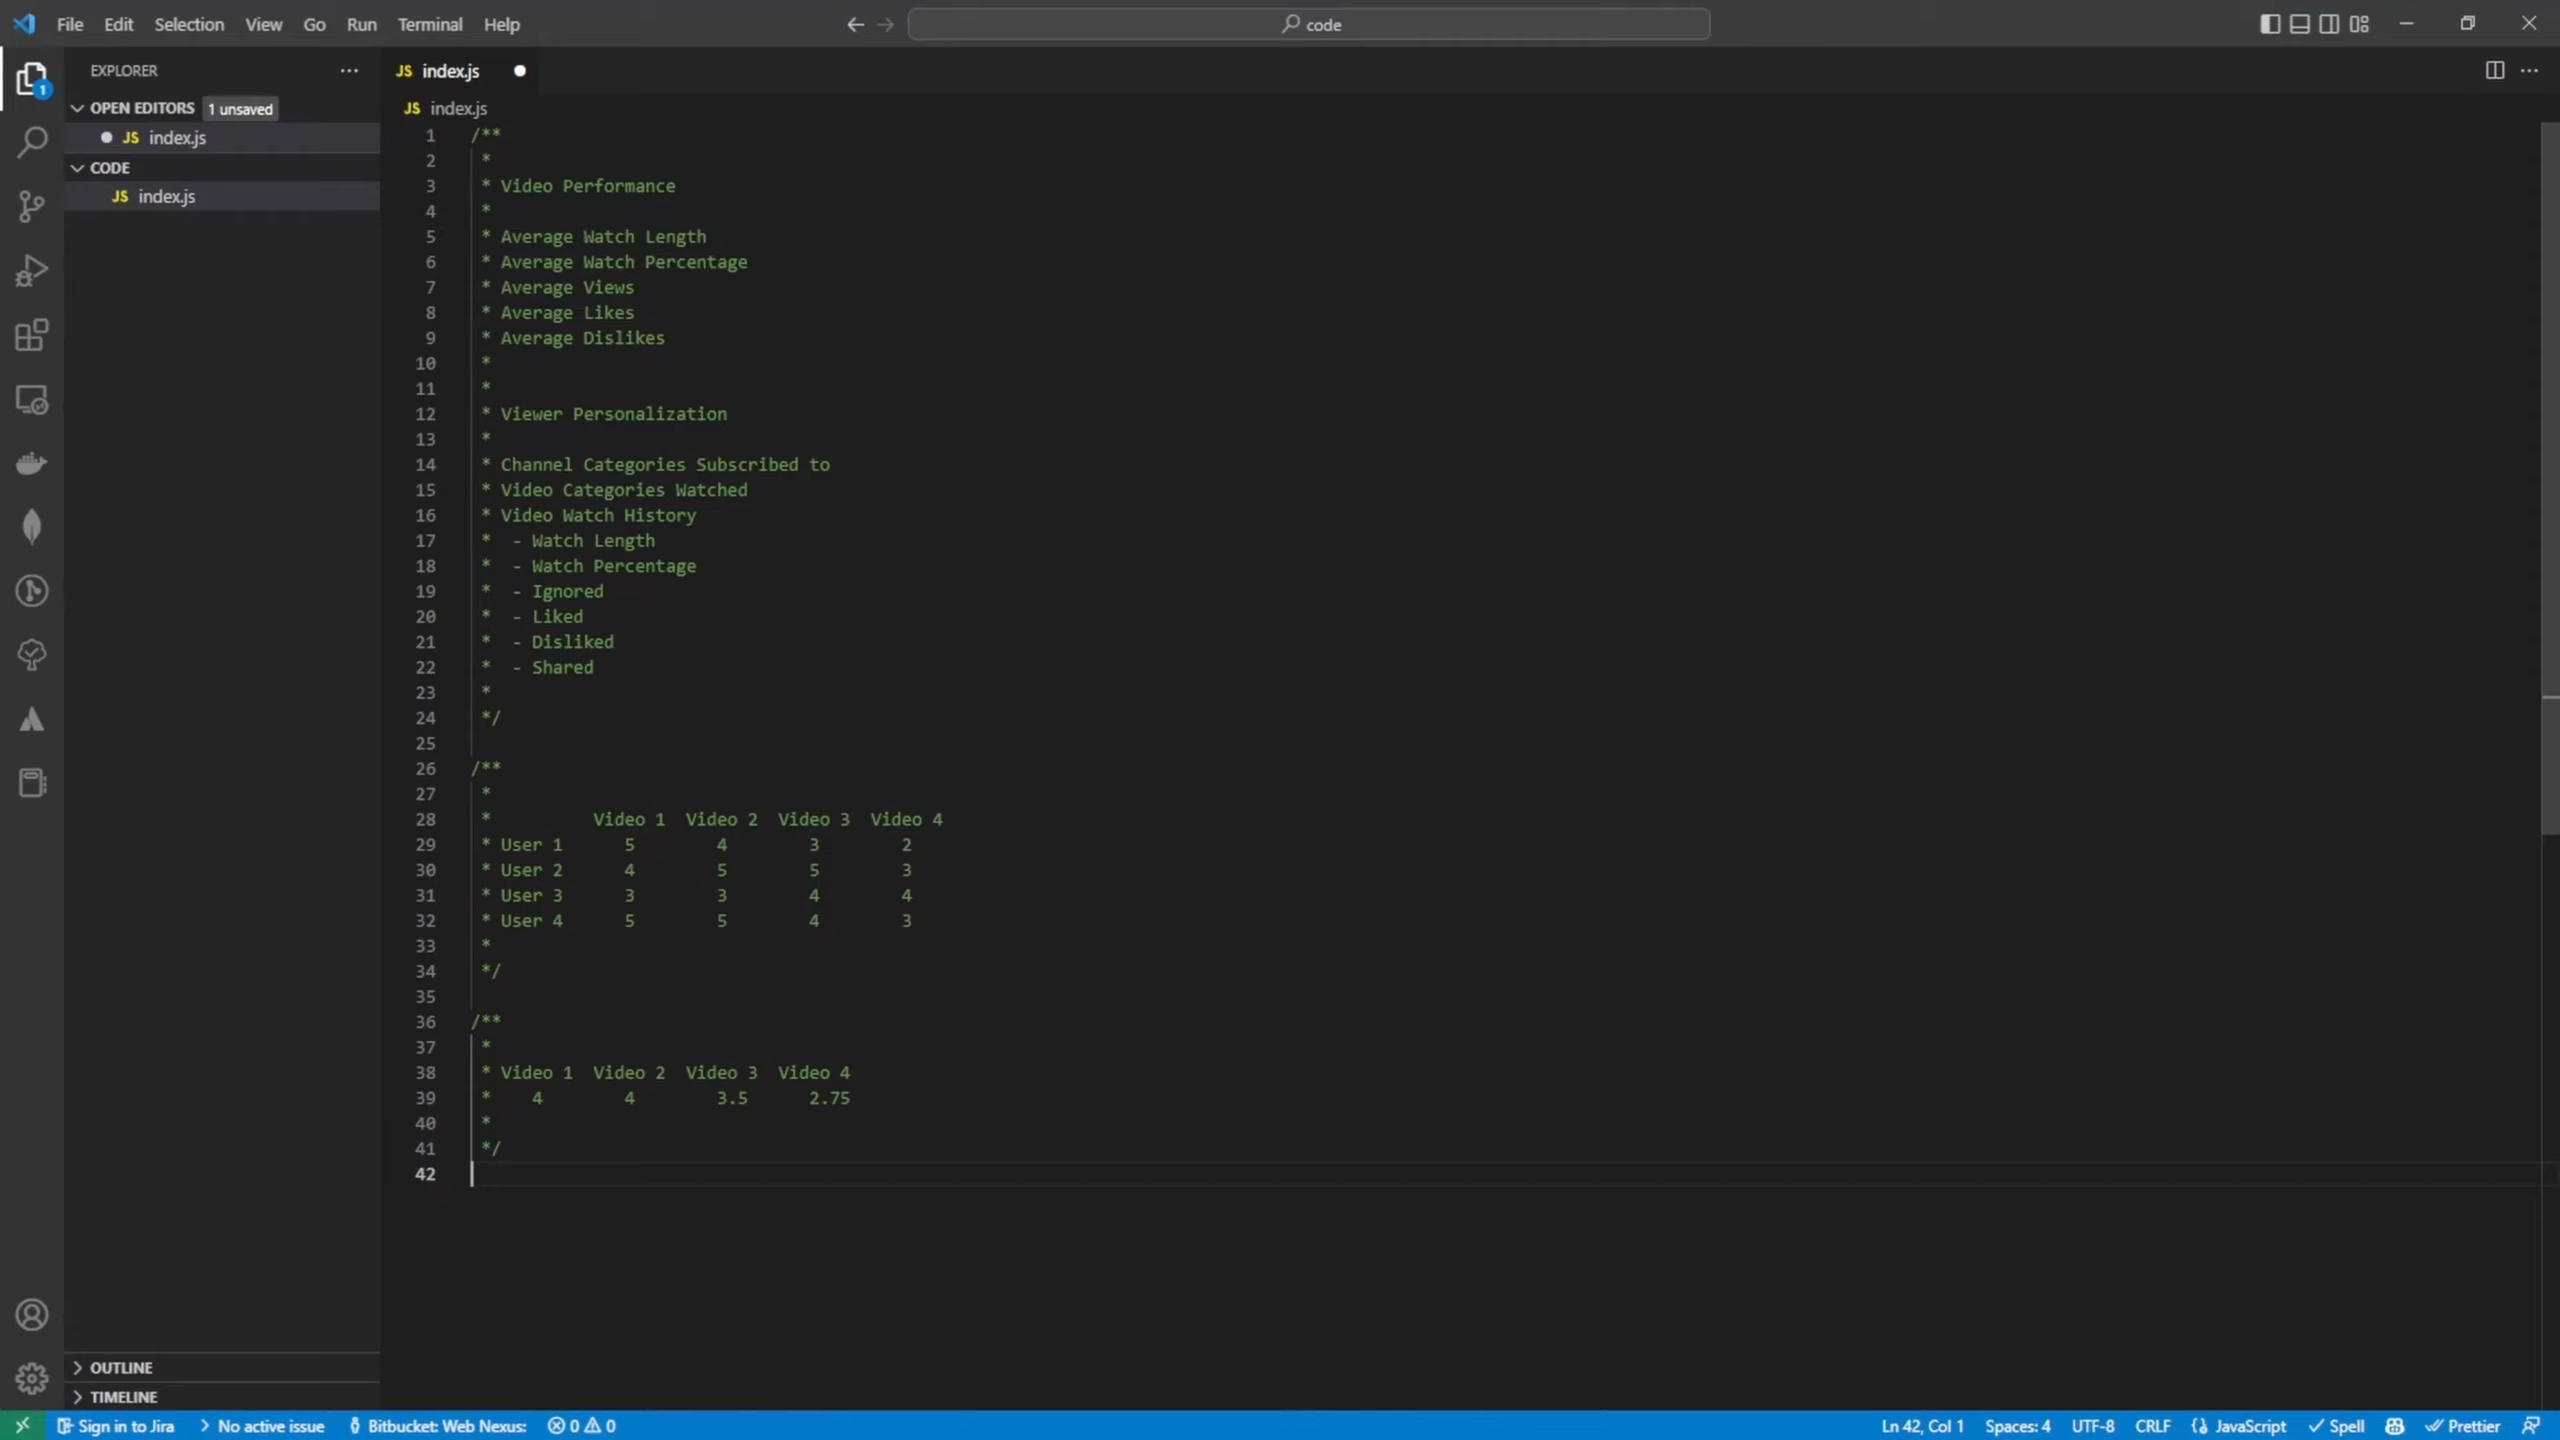 File Edit Selection View Go Run Terminal Help
code
EXPLORER
1
OPEN EDITORS 1 unsaved
JS index.js
CODE
JS index.js
OUTLINE
TIMELINE
JS index.js
JS index.js
1 /**
2 *
3 * Video Performance
4 *
5 * Average Watch Length
6 * Average Watch Percentage
7 * Average Views
8 * Average Likes
9 * Average Dislikes
10 *
11 *
12 * Viewer Personalization
13 *
14 * Channel Categories Subscribed to
15 * Video Categories Watched
16 * Video Watch History
17 * - Watch Length
18 * - Watch Percentage
19 * - Ignored
20 * - Liked
21 * - Disliked
22 * - Shared
23 *
24 */
25
26 /**
27 *
28 * Video 1 Video 2 Video 3 Video 4
29 * User 1 5 4 3 2
30 * User 2 4 5 5 3
31 * User 3 3 3 4 4
32 * User 4 5 5 4 3
33 *
34 */
35
36 /**
37 *
38 * Video 1 Video 2 Video 3 Video 4
39 * 4 4 3.5 2.75
40 *
41 */
42
Sign in to Jira No active issue Bitbucket: Web Nexus: 0 0 Ln 42, Col 1 Spaces: 4 UTF-8 CRLF {} JavaScript Spell Prettier